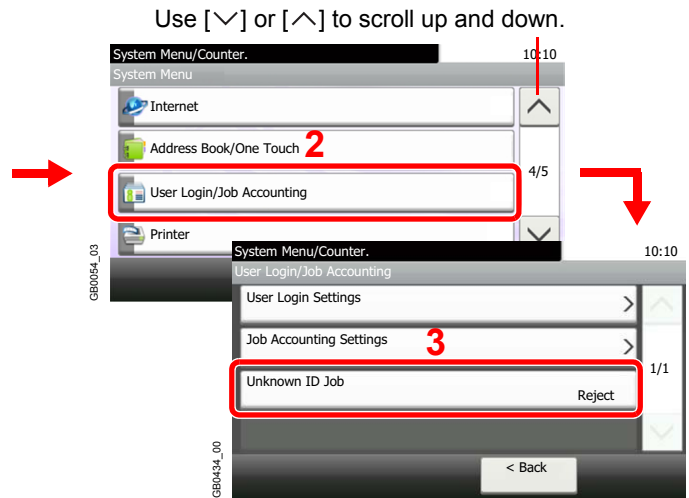 Use [∨] or [∧] to scroll up and down.
System Menu/Counter.
10:10
System Menu
Internet
Address Book/One Touch
2
4/5
User Login/Job Accounting
Printer
GB0054_03
System Menu/Counter.
10:10
User Login/Job Accounting
User Login Settings
>
Job Accounting Settings
3
>
1/1
Unknown ID Job
Reject
< Back
GB0434_00